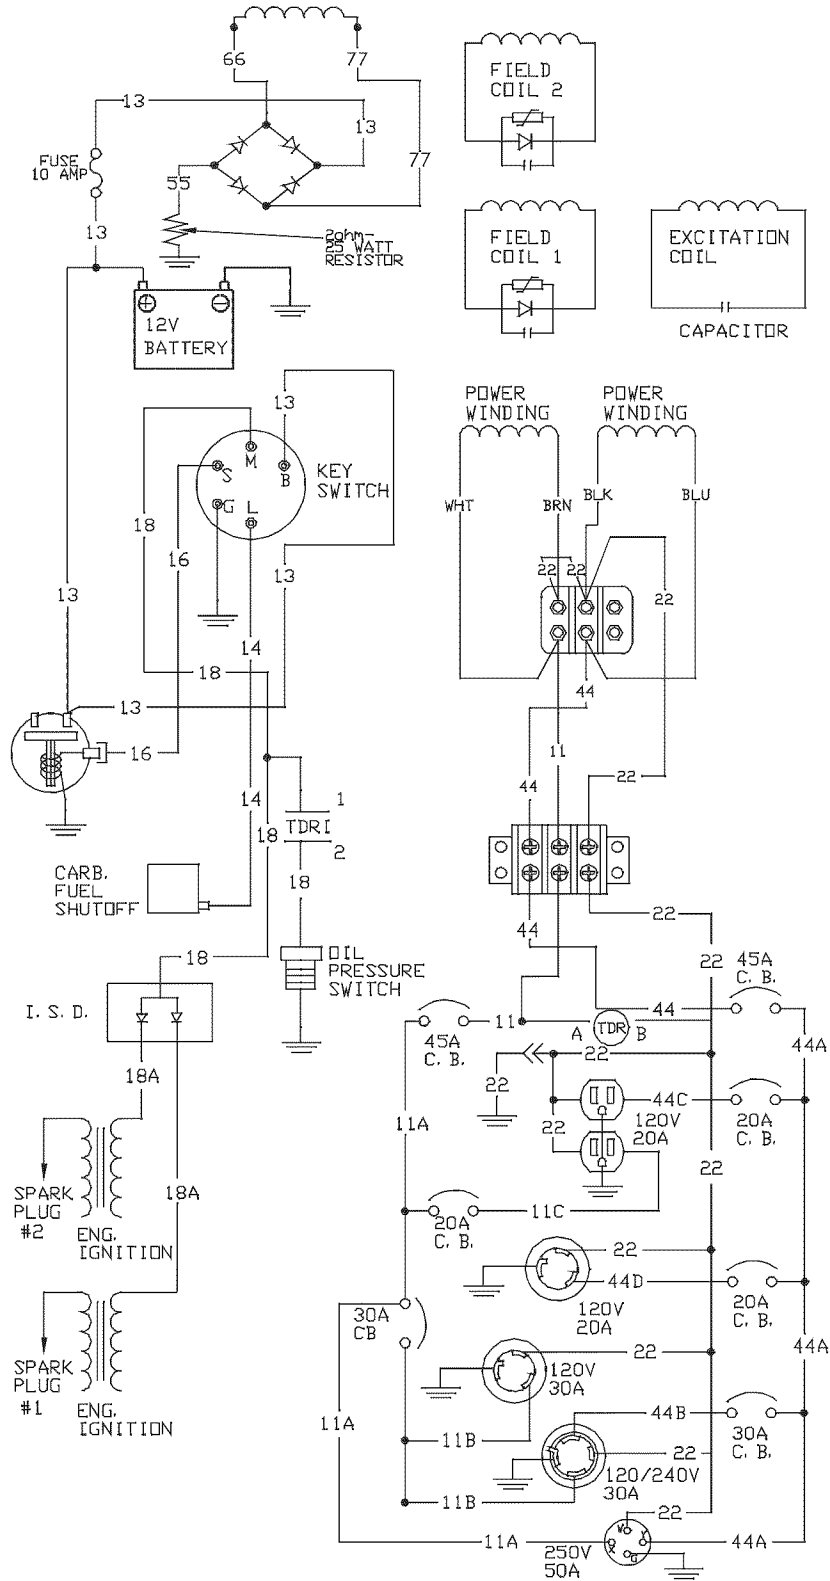 66
77
FIELD
COIL 2
13
13
77
FUSE
10 AMP
55
13
2ohm-
25 WATT
RESISTOR
FIELD
COIL 1
EXCITATION
COIL
CAPACITOR
12V
BATTERY
POWER
WINDING
POWER
WINDING
13
M
S
B
G
L
KEY
SWITCH
WHT
BRN
BLK
BLU
18
16
13
22
22
22
13
14
18
44
13
16
11
44
22
14
1
TDR1
18
2
CARB.
FUEL
SHUTOFF
18
22
44
18
OIL
PRESSURE
SWITCH
22
45A
C. B.
I. S. D.
44
11
A
TDR
B
45A
C. B.
44A
22
18A
22
44C
120V
20A
20A
C. B.
11A
22
22
SPARK
PLUG
#2
18A
ENG.
IGNITION
11C
20A
C. B.
22
44D
120V
20A
20A
C. B.
30A
CB
44A
22
120V
30A
SPARK
PLUG
#1
ENG.
IGNITION
11A
44B
30A
C. B.
11B
22
120/240V
30A
11B
22
W
X
Y
G
11A
44A
250V
50A